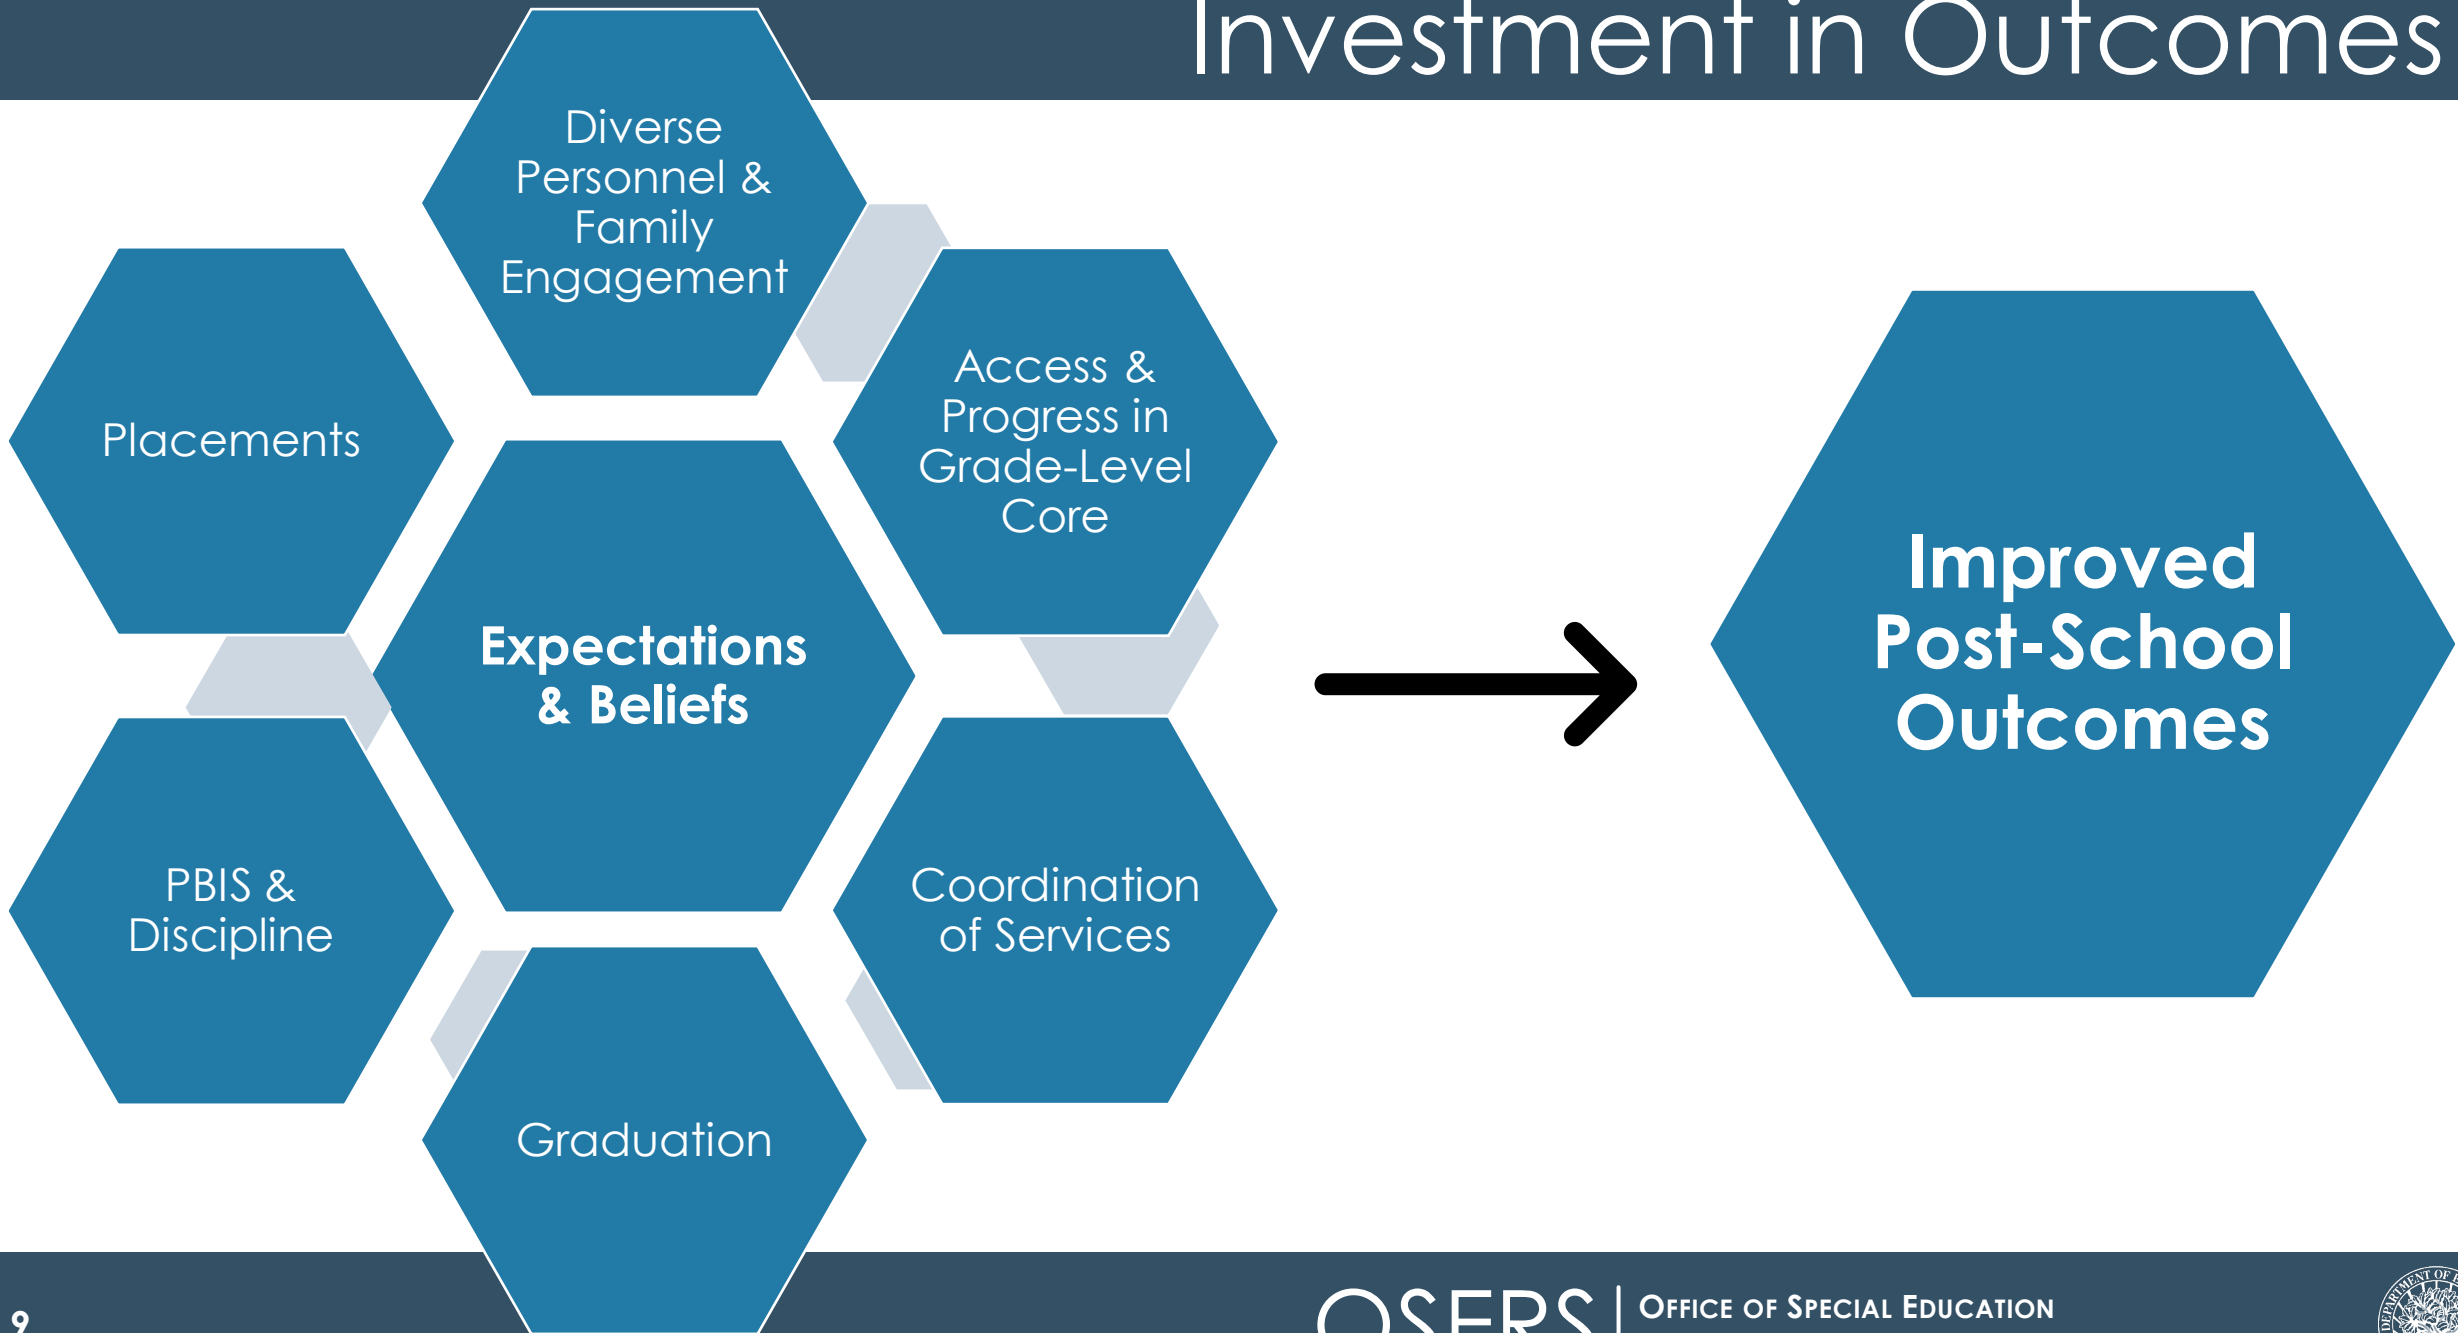 Investment in Outcomes
Diverse
Personnel &
Family
Engagement
Access &
Progress in
Grade-Level
Core
Placements
Expectations
& Beliefs
PBIS &
Discipline
Coordination
of Services
Graduation
Improved
Post-School
Outcomes
9
OSERS
OFFICE OF SPECIAL EDUCATION